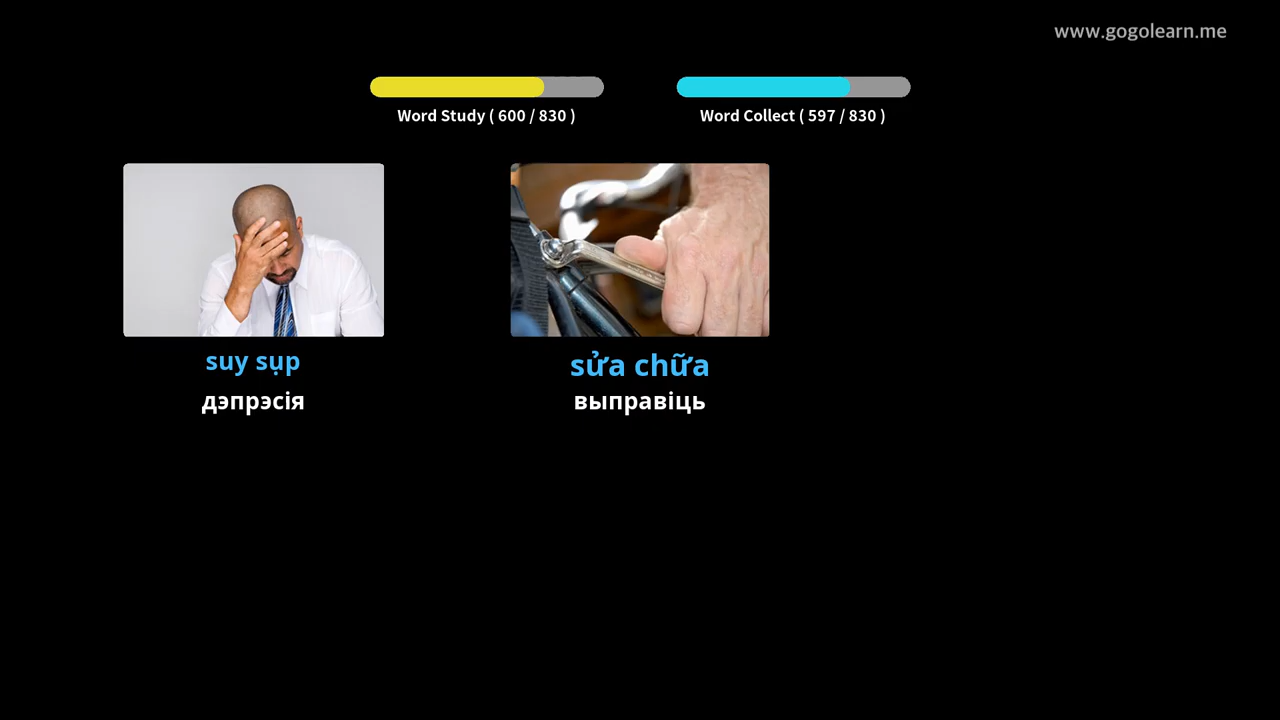 www.gogolearn.me
Word Study ( 600 / 830 )
Word Collect ( 597 / 830 )
suy sụp
дэпрэсія
sửa chữa
выправіць